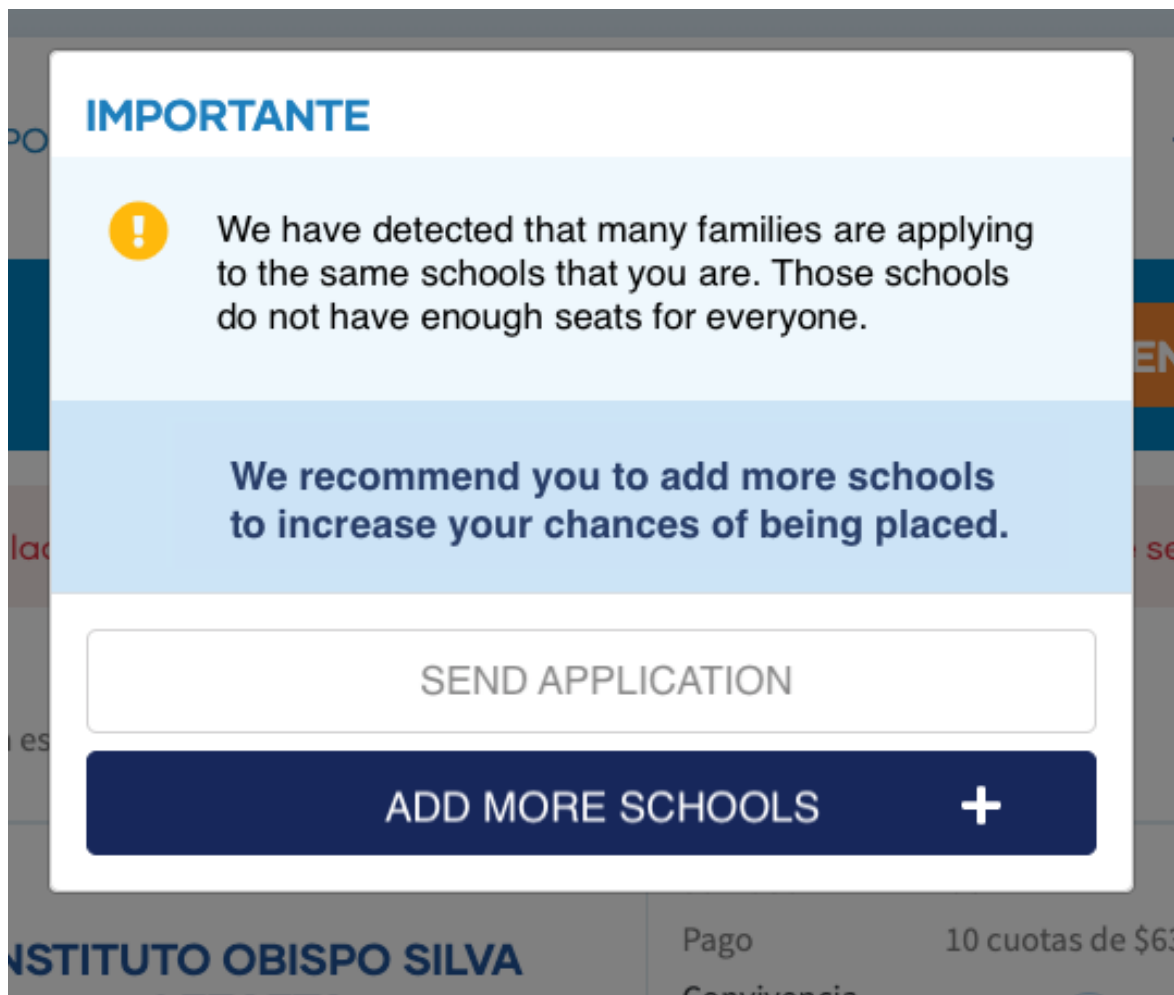 IMPORTANTE
We have detected that many families are applying
to the same schools that you are. Those schools
do not have enough seats for everyone.
We recommend you to add more schools
to increase your chances of being placed.
SEND APPLICATION
ADD MORE SCHOOLS +
OBISPO SILVA
Pago 10 cuotas de $63